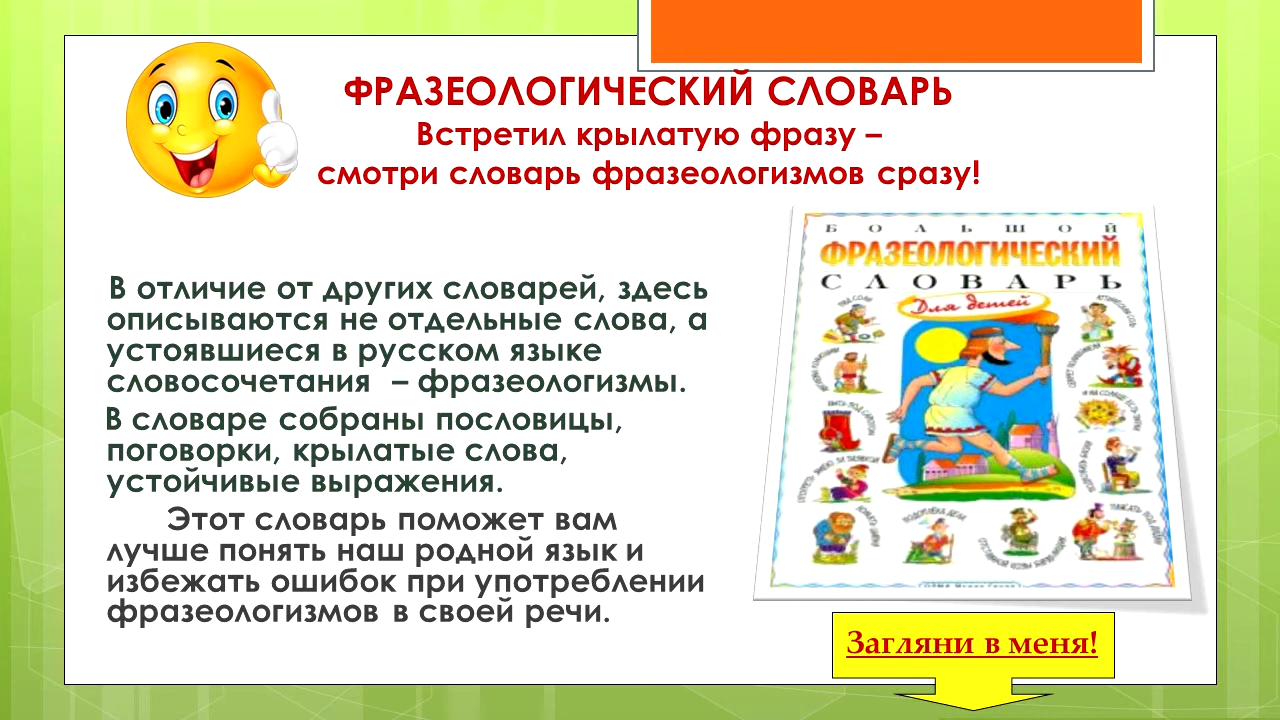 ФРАЗЕОЛОГИЧЕСКИЙ СЛОВАРЬ
Встретил крылатую фразу –
смотри словарь фразеологизмов сразу!
В отличие от других словарей, здесь
описываются не отдельные слова, а
устоявшиеся в русском языке
словосочетания – фразеологизмы.
В словаре собраны пословицы,
поговорки, крылатые слова,
устойчивые выражения.
Этот словарь поможет вам
лучше понять наш родной язык и
избежать ошибок при употреблении
фразеологизмов в своей речи.
БОЛЬШОЙ
ФРАЗЕОЛОГИЧЕСКИЙ
СЛОВАРЬ
Для детей
Загляни в меня!